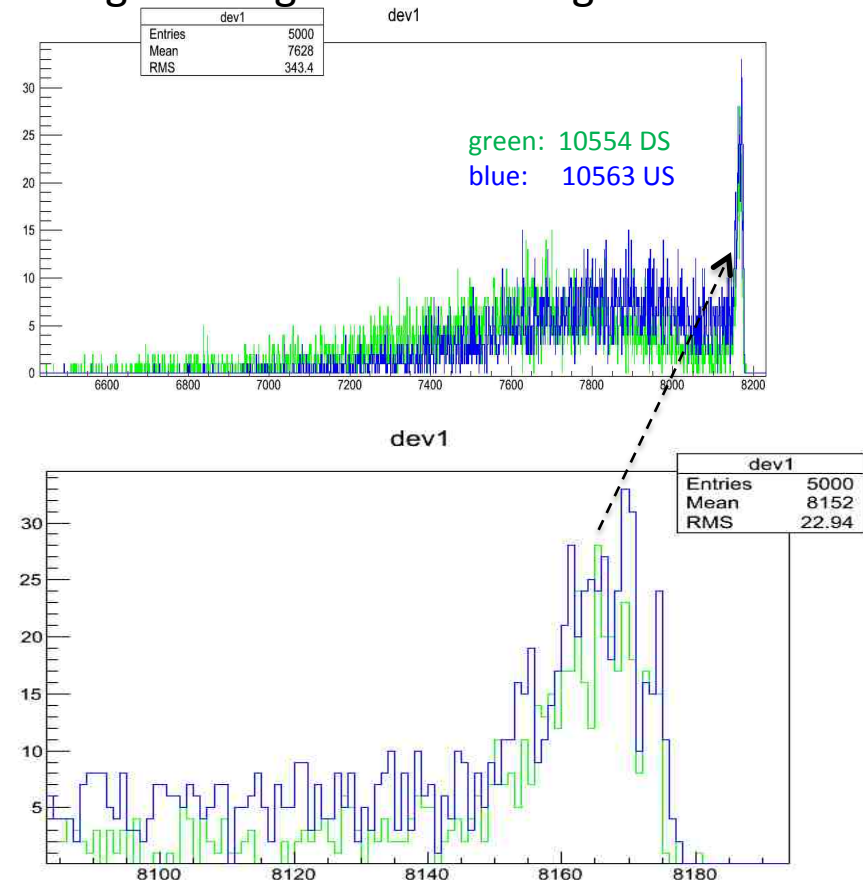 dev1
dev1
Entries 5000
Mean 7628
RMS 343.4
30
25
20
15
10
5
0
green: 10554 DS
blue: 10563 US
6600 6800 7000 7200 7400 7600 7800 8000 8200
dev1
dev1
Entries 5000
Mean 8152
RMS 22.94
30
25
20
15
10
5
8100 8120 8140 8160 8180